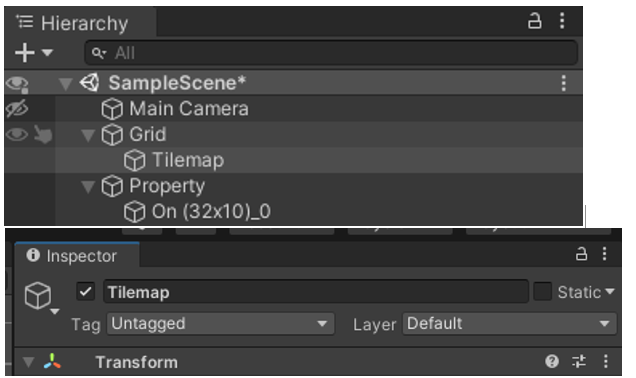 Hierarchy
All
SampleScene*
Main Camera
Grid
Tilemap
Property
On (32x10)_0
Inspector
Tilemap Static
Tag Untagged Layer Default
Transform